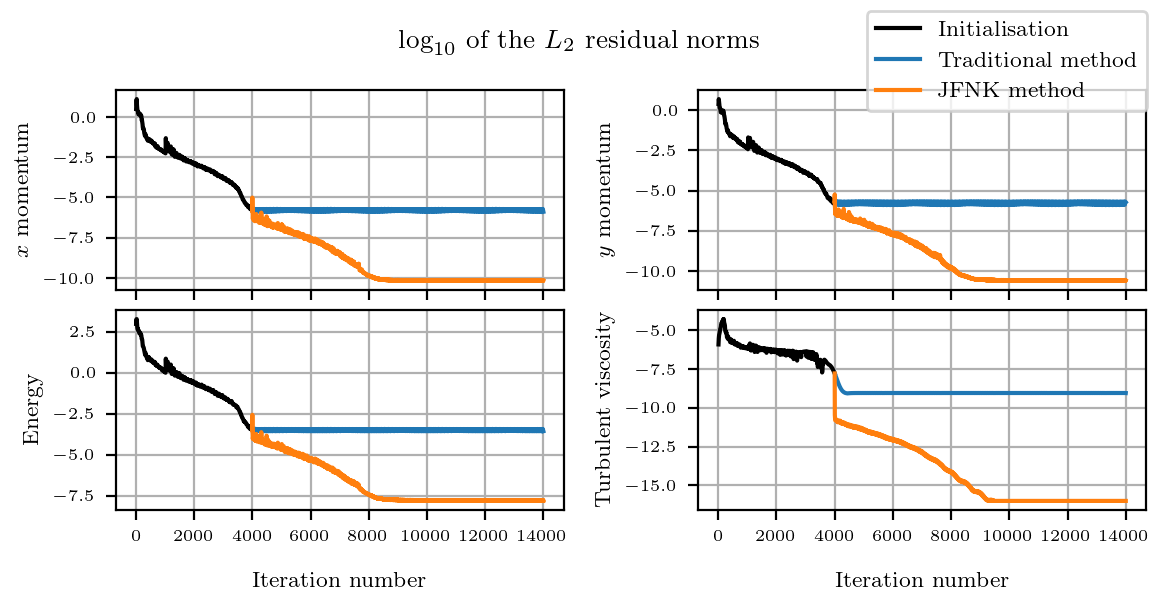 log₁₀ of the L₂ residual norms
Initialisation
Traditional method
JFNK method
x momentum
0.0
−2.5
−5.0
−7.5
−10.0
y momentum
0.0
−2.5
−5.0
−7.5
−10.0
Energy
2.5
0.0
−2.5
−5.0
−7.5
0 2000 4000 6000 8000 10000 12000 14000
Iteration number
Turbulent viscosity
−5.0
−7.5
−10.0
−12.5
−15.0
0 2000 4000 6000 8000 10000 12000 14000
Iteration number